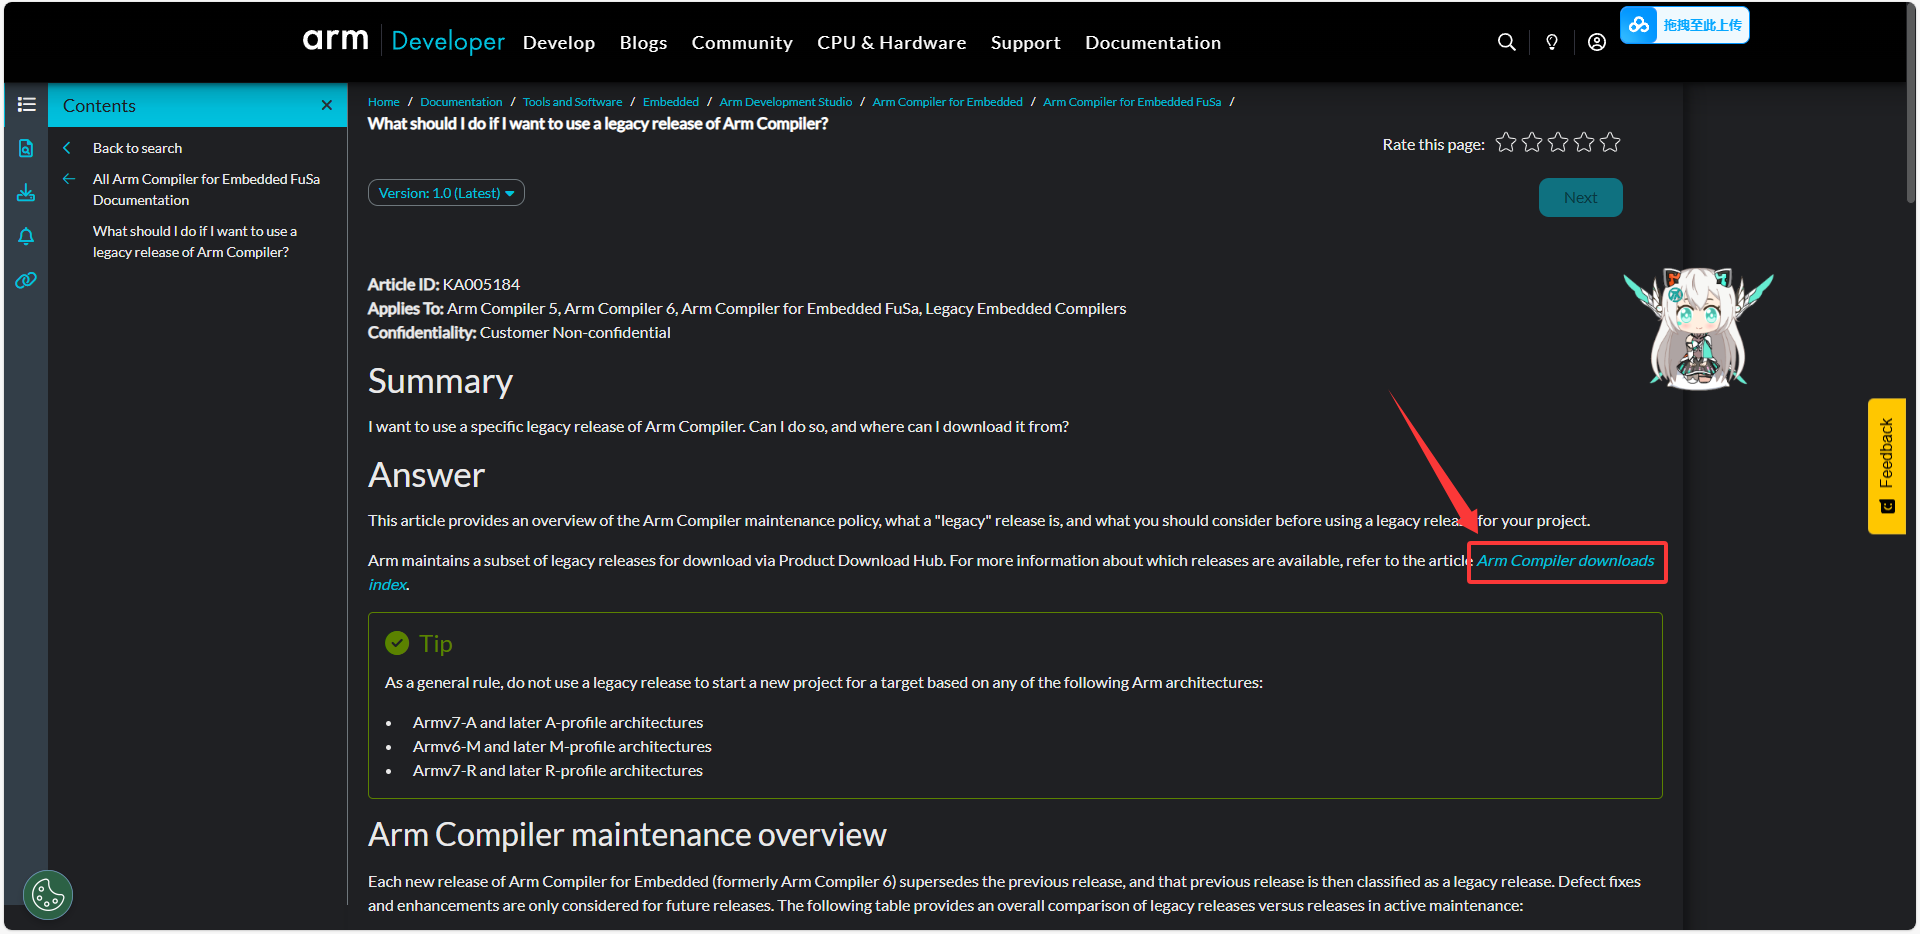 arm Developer Develop Blogs Community CPU & Hardware Support Documentation
拖拽至此上传
Contents
Back to search
All Arm Compiler for Embedded FuSa
Documentation
What should I do if I want to use a
legacy release of Arm Compiler?
Home / Documentation / Tools and Software / Embedded / Arm Development Studio / Arm Compiler for Embedded / Arm Compiler for Embedded FuSa /
What should I do if I want to use a legacy release of Arm Compiler?
Rate this page:
Version: 1.0 (Latest)
Next
Article ID: KA005184
Applies To: Arm Compiler 5, Arm Compiler 6, Arm Compiler for Embedded FuSa, Legacy Embedded Compilers
Confidentiality: Customer Non-confidential
Summary
I want to use a specific legacy release of Arm Compiler. Can I do so, and where can I download it from?
Answer
This article provides an overview of the Arm Compiler maintenance policy, what a "legacy" release is, and what you should consider before using a legacy release for your project.
Arm maintains a subset of legacy releases for download via Product Download Hub. For more information about which releases are available, refer to the article Arm Compiler downloads
index.
Tip
As a general rule, do not use a legacy release to start a new project for a target based on any of the following Arm architectures:
• Armv7-A and later A-profile architectures
• Armv6-M and later M-profile architectures
• Armv7-R and later R-profile architectures
Arm Compiler maintenance overview
Each new release of Arm Compiler for Embedded (formerly Arm Compiler 6) supersedes the previous release, and that previous release is then classified as a legacy release. Defect fixes
and enhancements are only considered for future releases. The following table provides an overall comparison of legacy releases versus releases in active maintenance:
Feedback